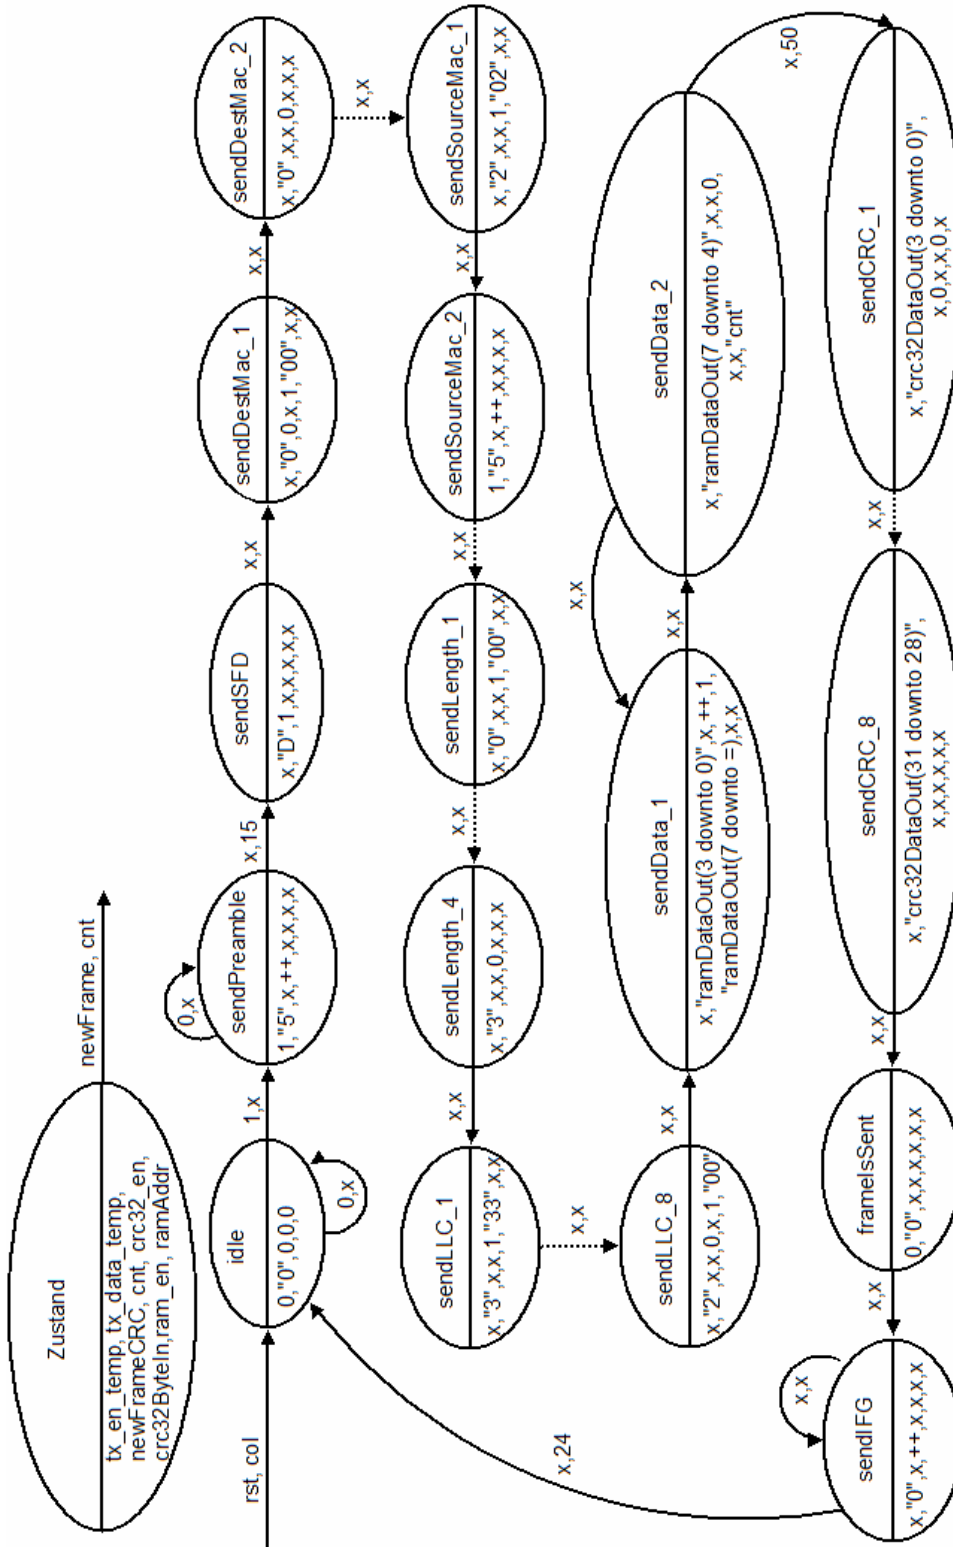 Zustand
tx_en_temp, tx_data_temp,
newFrameCRC, cnt, crc32_en,
crc32ByteIn,ram_en, ramAddr
newFrame, cnt
rst, col
idle
0,"0",0,0,0
0,x
1,x
sendPreamble
1,"5",x,++,x,x,x,x
0,x
x,15
sendSFD
x,"D",1,x,x,x,x,x
x,x
sendDestMac_1
x,"0",0,x,1,"00",x,x
x,x
sendDestMac_2
x,"0",x,x,0,x,x,x
x,x
sendSourceMac_1
x,"2",x,x,1,"02",x,x
x,x
sendSourceMac_2
1,"5",x,++,x,x,x,x
x,x
sendLength_1
x,"0",x,x,1,"00",x,x
x,x
sendLength_4
x,"3",x,x,0,x,x,x
x,x
sendLLC_1
x,"3",x,x,1,"33",x,x
x,x
sendLLC_8
x,"2",x,x,0,x,1,"00"
x,x
sendData_1
x,"ramDataOut(3 downto 0)",x,++,1,
"ramDataOut(7 downto =),x,x
x,x
x,x
sendData_2
x,"ramDataOut(7 downto 4)",x,x,0,
x,x,"cnt"
x,50
sendCRC_1
x,"crc32DataOut(3 downto 0)",
x,0,x,x,0,x
x,x
sendCRC_8
x,"crc32DataOut(31 downto 28)",
x,x,x,x,x,x
x,x
frameIsSent
0,"0",x,x,x,x,x,x
x,x
sendIFG
x,"0",x,++,x,x,x,x
x,x
x,24